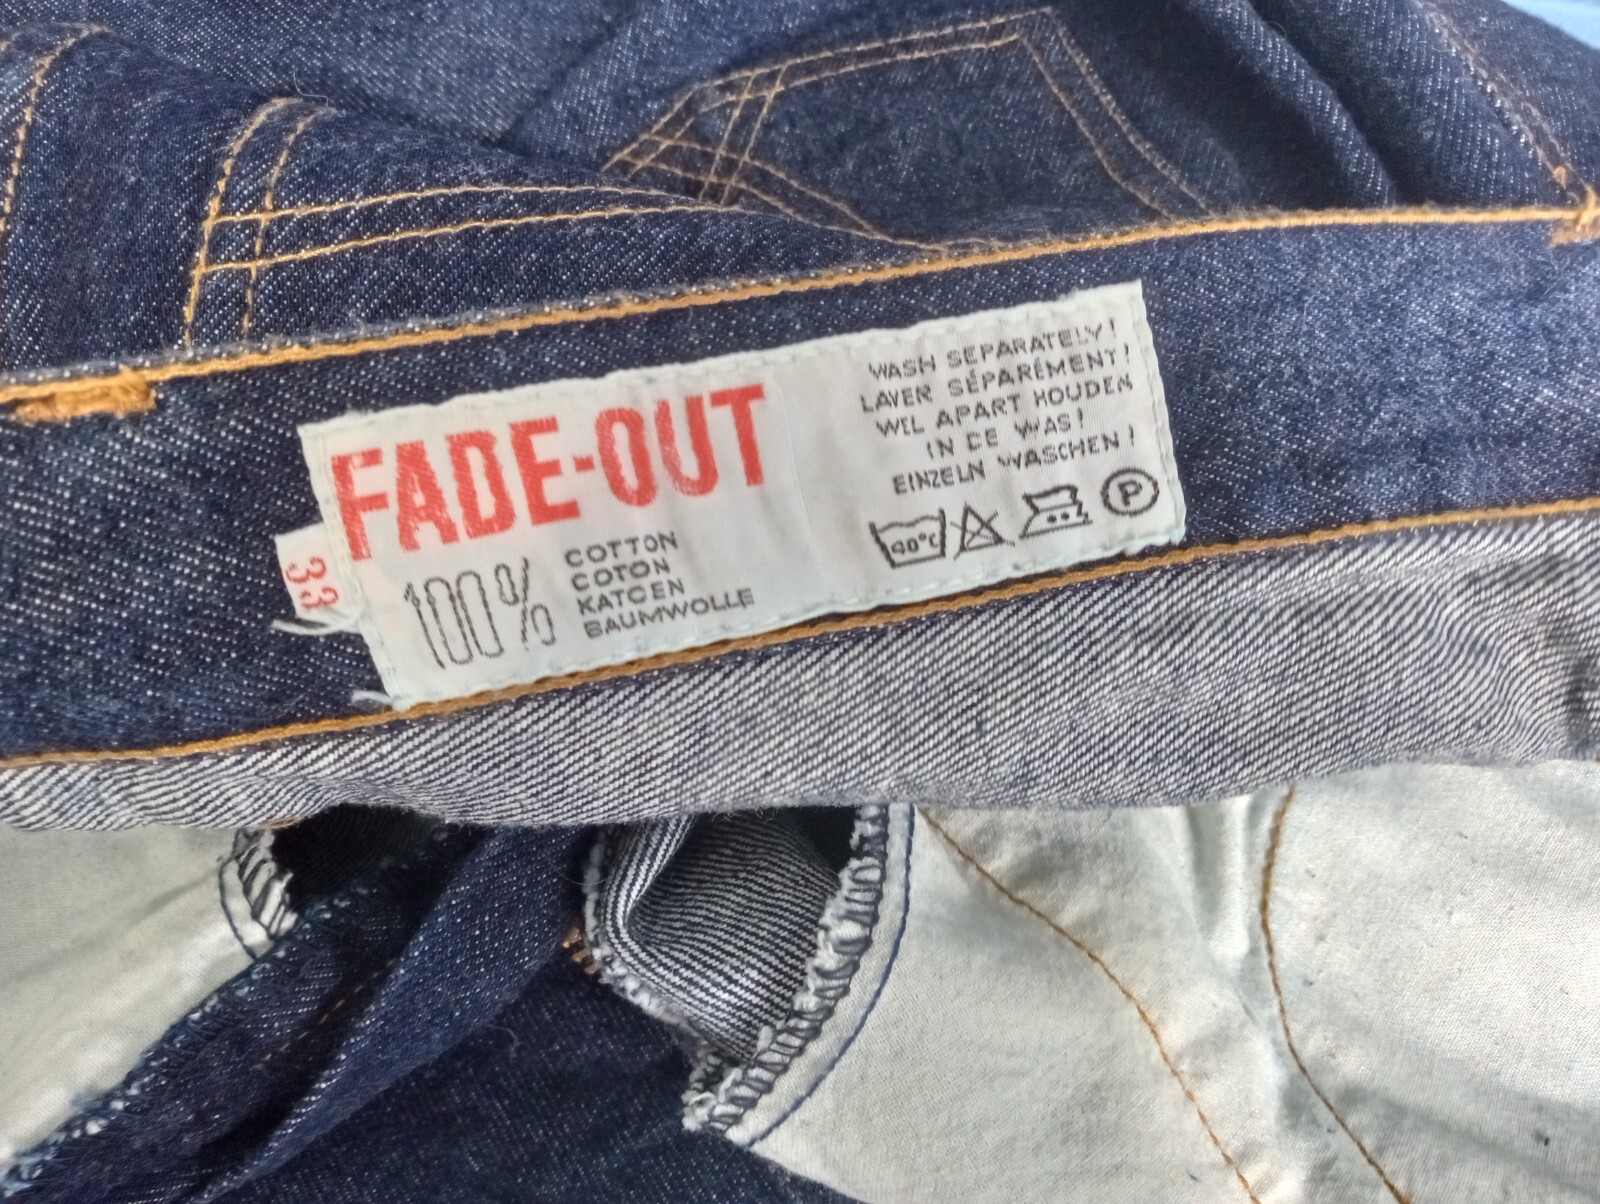 FADE-OUT
33
100%
COTTON
COTON
KATOEN
BAUMWOLLE
WASH SEPARATELY!
LAVER SÉPARÉMENT!
WEL APART HOUDEN
IN DE WAS!
EINZELN WASCHEN!
40°C
P